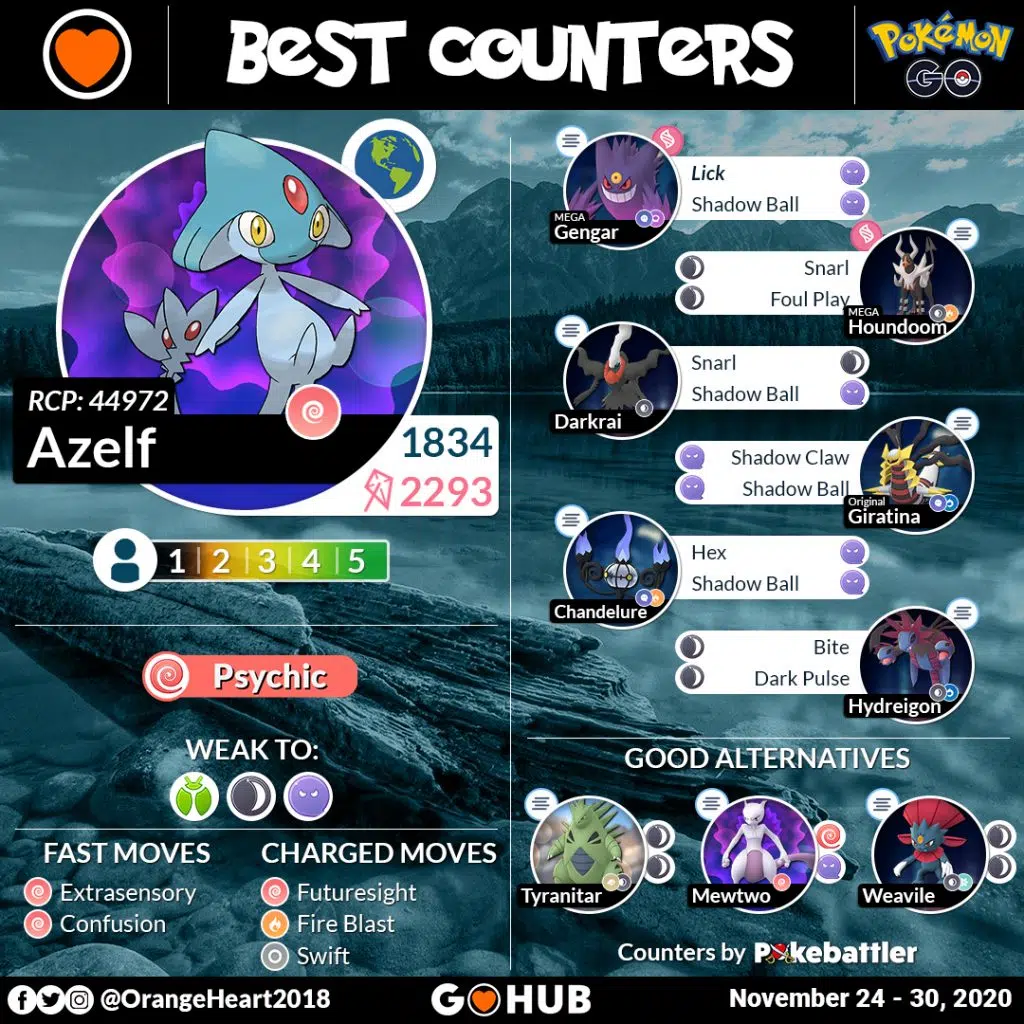 BEST COUNTERS
POKéMON
GO
RCP: 44972
Azelf
1834
2293
1 2 3 4 5
Psychic
WEAK TO:
FAST MOVES
Extrasensory
Confusion
CHARGED MOVES
Futuresight
Fire Blast
Swift
MEGA
Gengar
Lick
Shadow Ball
Snarl
Foul Play
MEGA
Houndoom
Darkrai
Snarl
Shadow Ball
Shadow Claw
Shadow Ball
Original
Giratina
Chandelure
Hex
Shadow Ball
Bite
Dark Pulse
Hydreigon
GOOD ALTERNATIVES
Tyranitar
Mewtwo
Weavile
Counters by Pokebattler
@OrangeHeart2018
GO HUB
November 24 - 30, 2020